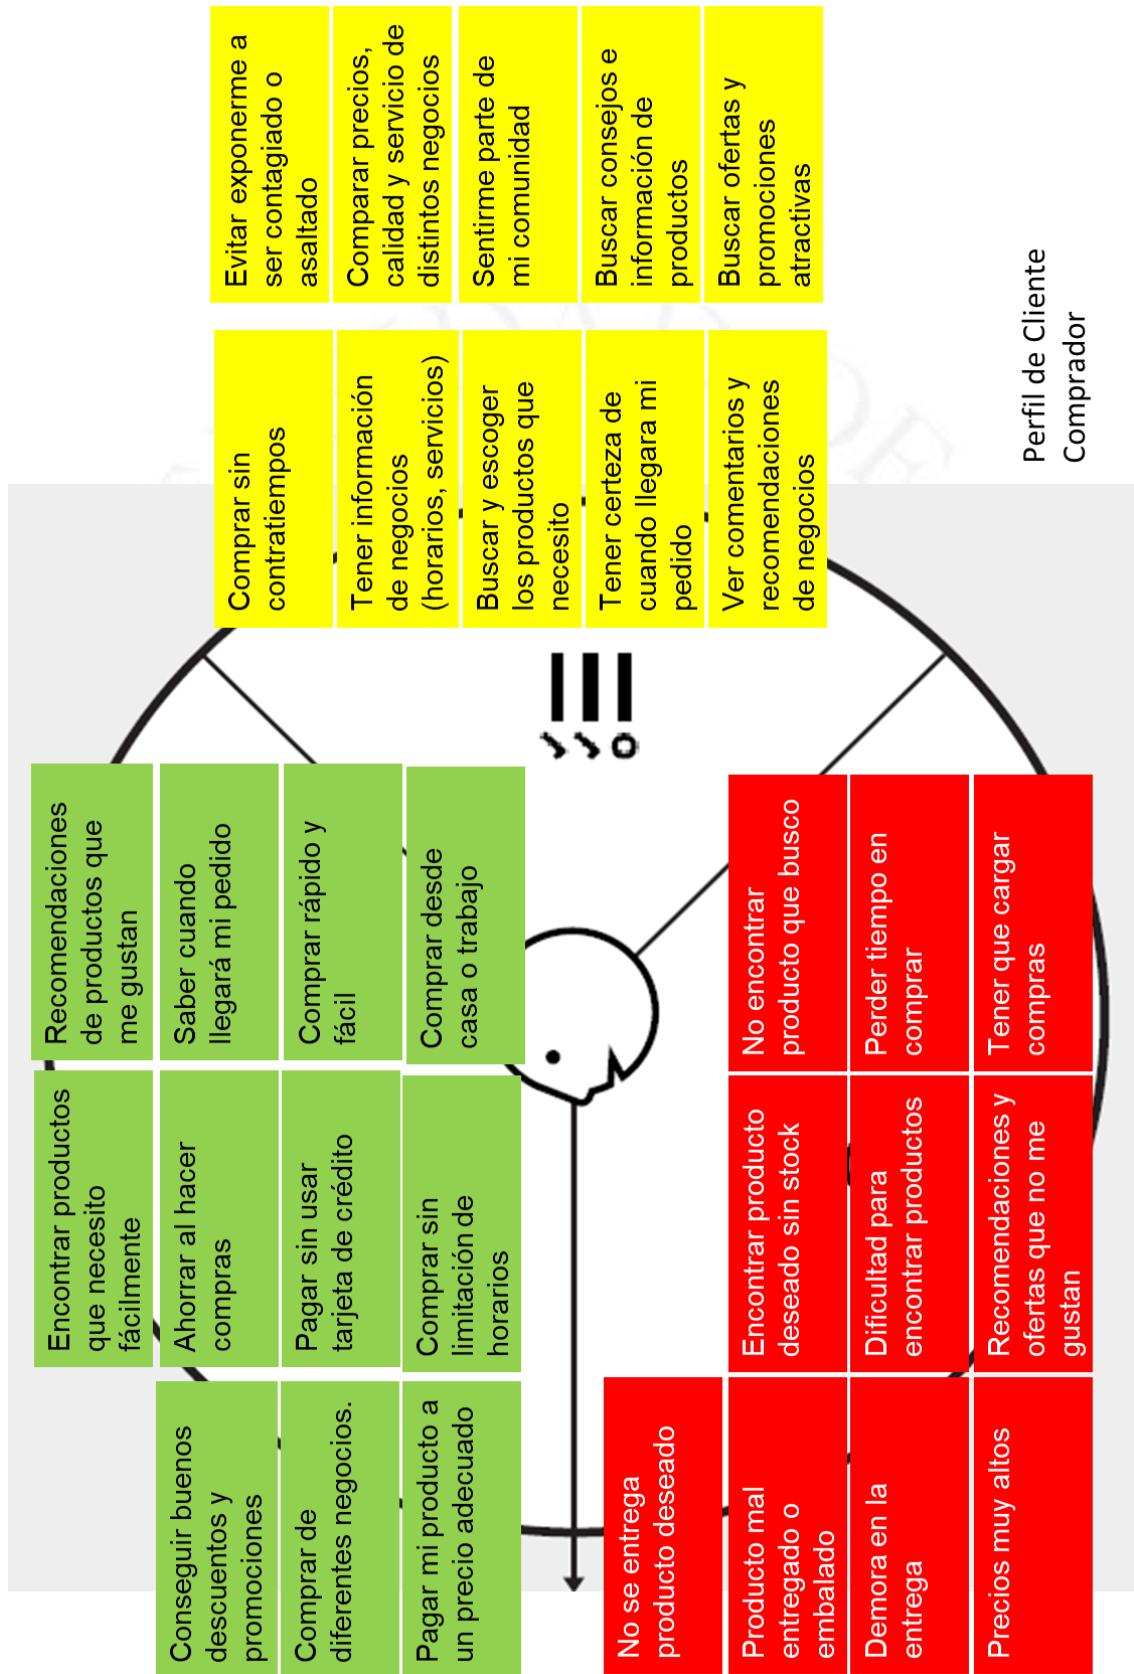 Conseguir buenos
descuentos y
promociones
Comprar de
diferentes negocios.
Pagar mi producto a
un precio adecuado
Encontrar productos
que necesito
fácilmente
Ahorrar al hacer
compras
Pagar sin usar
tarjeta de crédito
Comprar sin
limitación de
horarios
Recomendaciones
de productos que
me gustan
Saber cuando
llegará mi pedido
Comprar rápido y
fácil
Comprar desde
casa o trabajo
Comprar sin
contratiempos
Tener información
de negocios
(horarios, servicios)
Buscar y escoger
los productos que
necesito
Tener certeza de
cuando llegara mi
pedido
Ver comentarios y
recomendaciones
de negocios
Evitar exponerme a
ser contagiado o
asaltado
Comparar precios,
calidad y servicio de
distintos negocios
Sentirme parte de
mi comunidad
Buscar consejos e
información de
productos
Buscar ofertas y
promociones
atractivas
No se entrega
producto deseado
Producto mal
entregado o
embalado
Demora en la
entrega
Precios muy altos
Encontrar producto
deseado sin stock
Dificultad para
encontrar productos
Recomendaciones y
ofertas que no me
gustan
No encontrar
producto que busco
Perder tiempo en
comprar
Tener que cargar
compras
Perfil de Cliente
Comprador